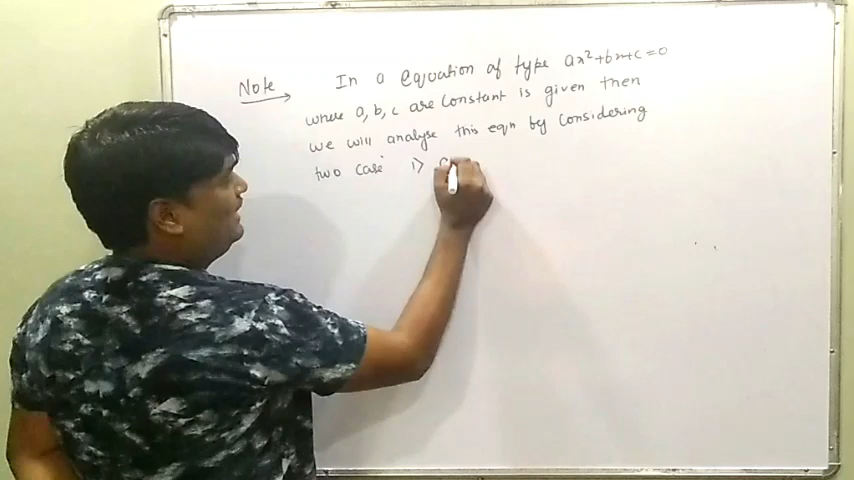 Note → In a equation of type ax²+bx+c=0
where a, b, c are constant is given then
we will analyse this eqn by considering
two case 1>